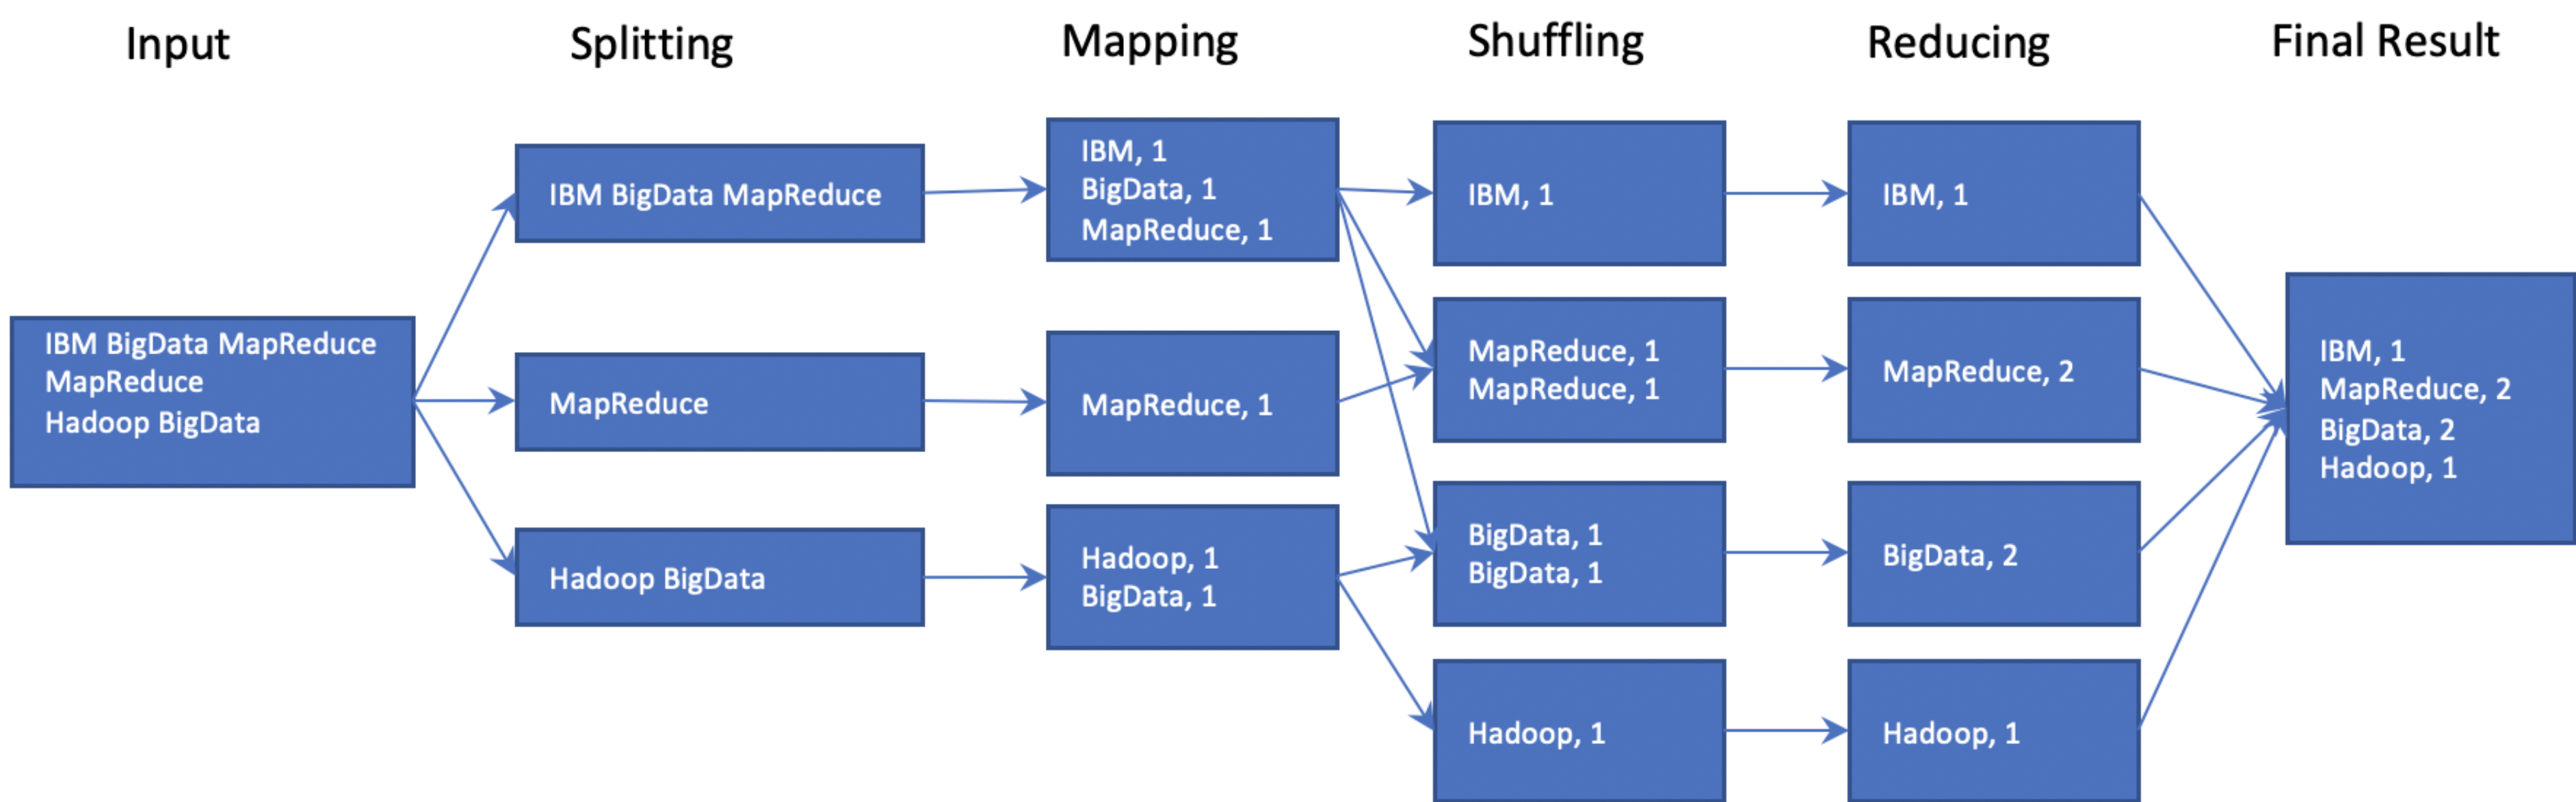 Input
Splitting
Mapping
Shuffling
Reducing
Final Result
IBM BigData MapReduce
MapReduce
Hadoop BigData
IBM BigData MapReduce
MapReduce
Hadoop BigData
IBM, 1
BigData, 1
MapReduce, 1
MapReduce, 1
Hadoop, 1
BigData, 1
IBM, 1
MapReduce, 1
MapReduce, 1
BigData, 1
BigData, 1
Hadoop, 1
IBM, 1
MapReduce, 2
BigData, 2
Hadoop, 1
IBM, 1
MapReduce, 2
BigData, 2
Hadoop, 1